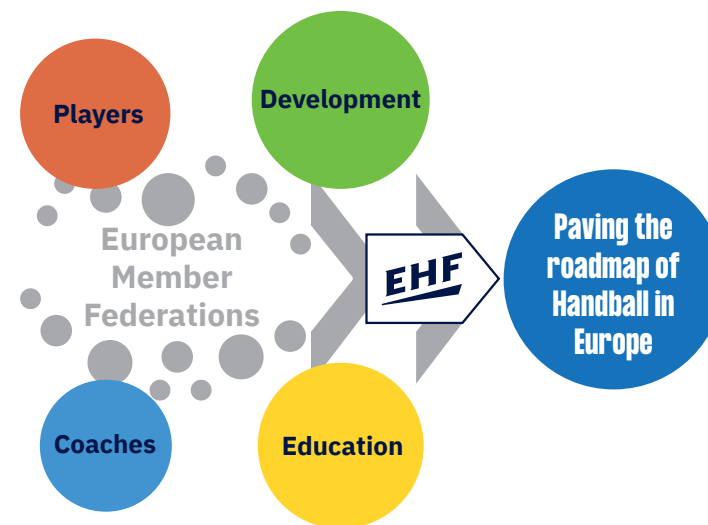 Players
Development
European
Member
Federations
EHF
Paving the
roadmap of
Handball in
Europe
Coaches
Education